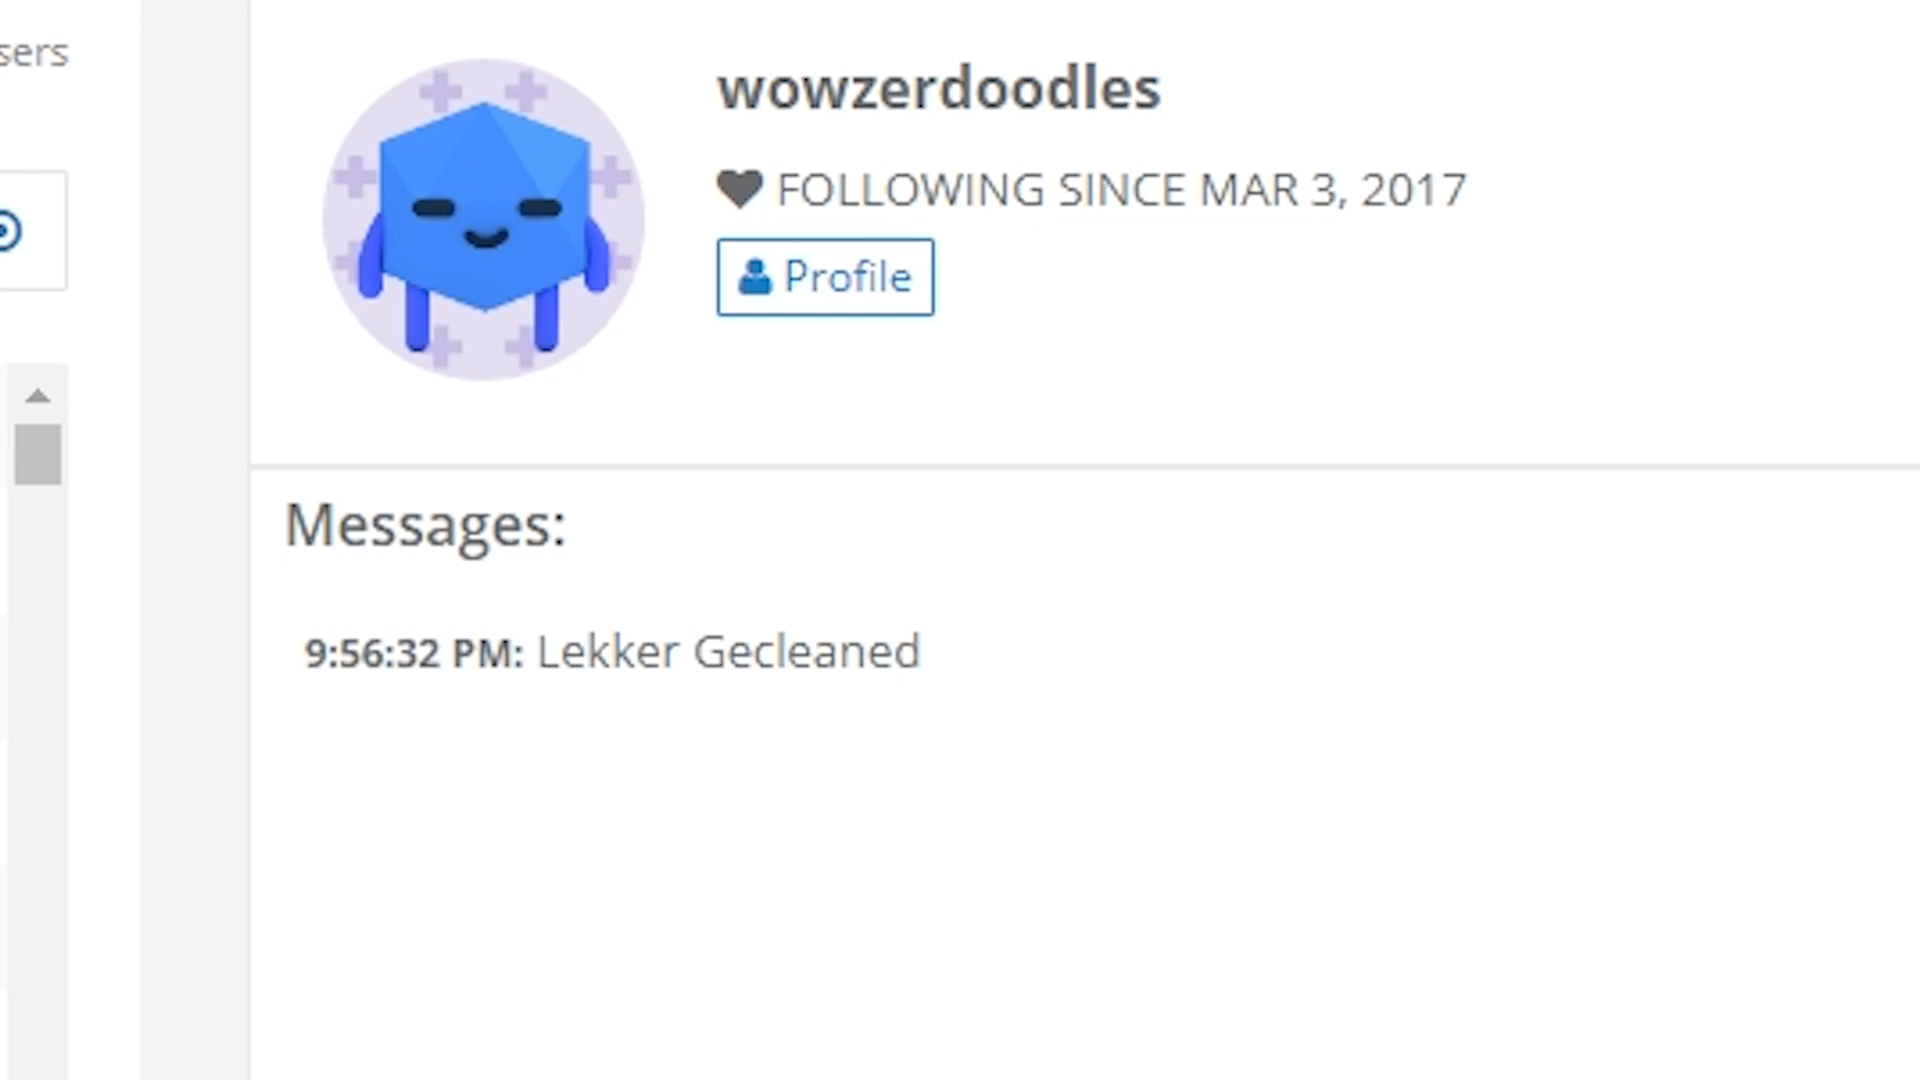 sers
wowzerdoodles
FOLLOWING SINCE MAR 3, 2017
Profile
Messages:
9:56:32 PM: Lekker Gecleaned